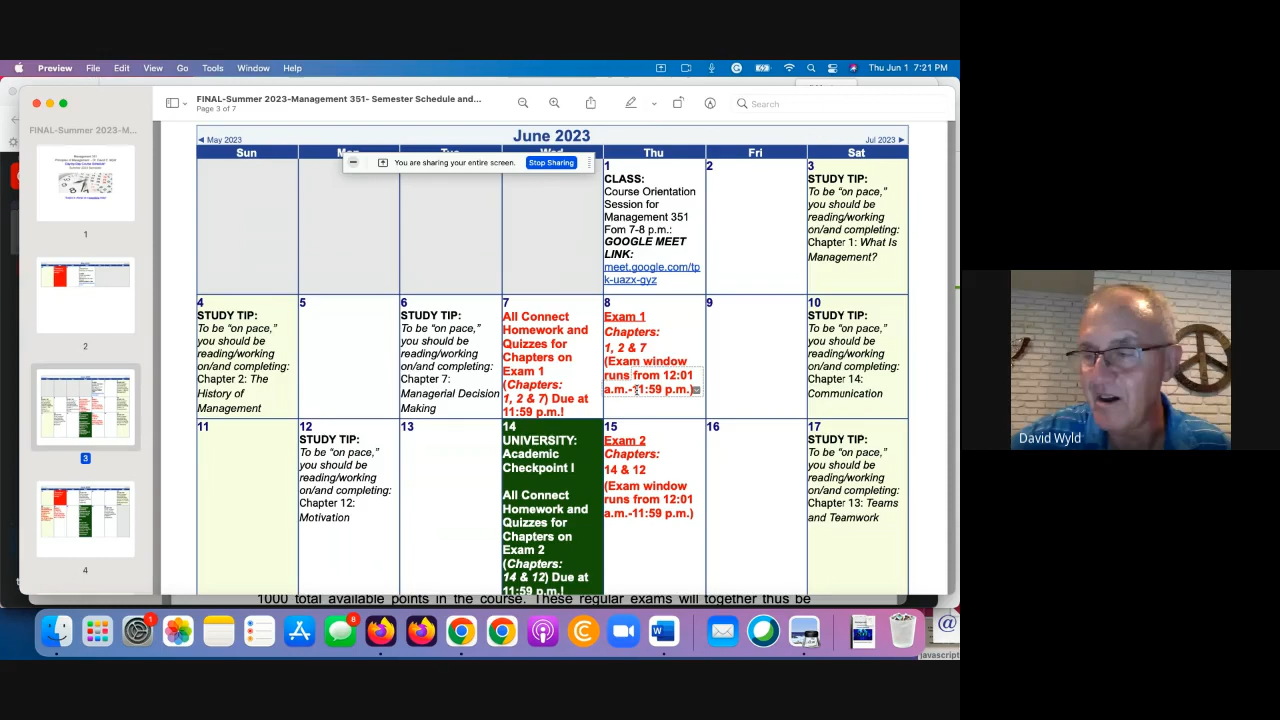 Preview File Edit View Go Tools Window Help
Thu Jun 1 7:21 PM
FINAL-Summer 2023-Management 351- Semester Schedule and...
Page 3 of 7
Search
FINAL-Summer 2023-M...
1
2
3
4
◀ May 2023
June 2023
Jul 2023 ▶
Sun
Thu
Fri
Sat
You are sharing your entire screen.
Stop Sharing
1
CLASS:
Course Orientation
Session for
Management 351
Fom 7-8 p.m.:
GOOGLE MEET
LINK:
meet.google.com/tp
k-uazx-gyz
2
3
STUDY TIP:
To be “on pace,”
you should be
reading/working
on/and completing:
Chapter 1: What Is
Management?
4
STUDY TIP:
To be “on pace,”
you should be
reading/working
on/and completing:
Chapter 2: The
History of
Management
5
6
STUDY TIP:
To be “on pace,”
you should be
reading/working
on/and completing:
Chapter 7:
Managerial Decision
Making
7
All Connect
Homework and
Quizzes for
Chapters on
Exam 1
(Chapters:
1, 2 & 7) Due at
11:59 p.m.!
8
Exam 1
Chapters:
1, 2 & 7
(Exam window
runs from 12:01
a.m.-11:59 p.m.)
9
10
STUDY TIP:
To be “on pace,”
you should be
reading/working
on/and completing:
Chapter 14:
Communication
11
12
STUDY TIP:
To be “on pace,”
you should be
reading/working
on/and completing:
Chapter 12:
Motivation
13
14
UNIVERSITY:
Academic
Checkpoint I
All Connect
Homework and
Quizzes for
Chapters on
Exam 2
(Chapters:
14 & 12) Due at
11:59 p.m.!
15
Exam 2
Chapters:
14 & 12
(Exam window
runs from 12:01
a.m.-11:59 p.m.)
16
17
STUDY TIP:
To be “on pace,”
you should be
reading/working
on/and completing:
Chapter 13: Teams
and Teamwork
1000 total available points in the course. These regular exams will together thus be
1
8
javascript
David Wyld